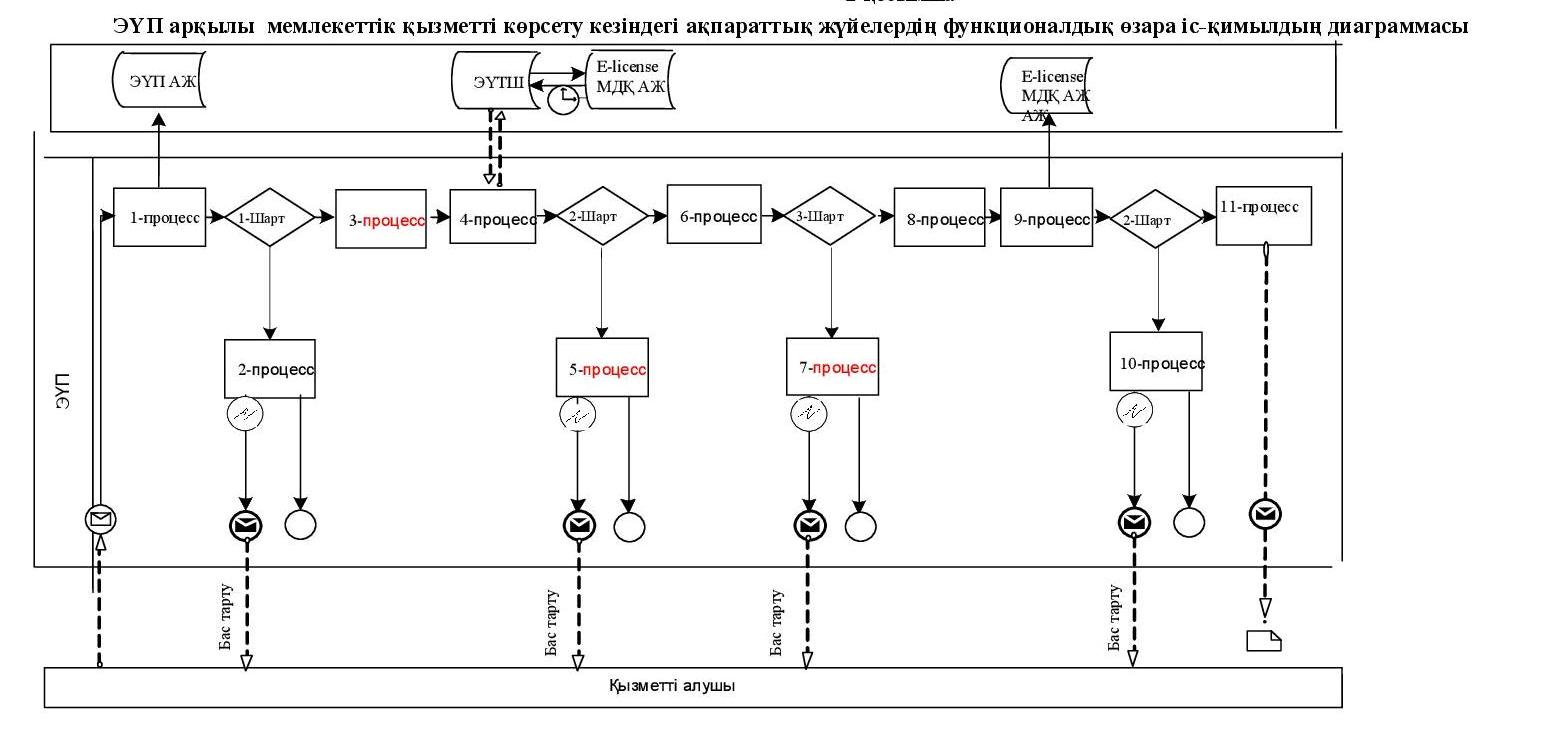 ЭҮП арқылы мемлекеттік қызметті көрсету кезіндегі ақпараттық жүйелердің функционалдық өзара іс-қимылдың диаграммасы
ЭҮП АЖ
ЭҮТШ
E-license
МДҚ АЖ
E-license
МДҚ АЖ
АЖ
1-процесс
1-Шарт
3-процесс
4-процесс
2-Шарт
6-процесс
3-Шарт
8-процесс
9-процесс
2-Шарт
11-процесс
2-процесс
5-процесс
7-процесс
10-процесс
ЭҮП
Бас тарту
Бас тарту
Бас тарту
Бас тарту
Қызметті алушы